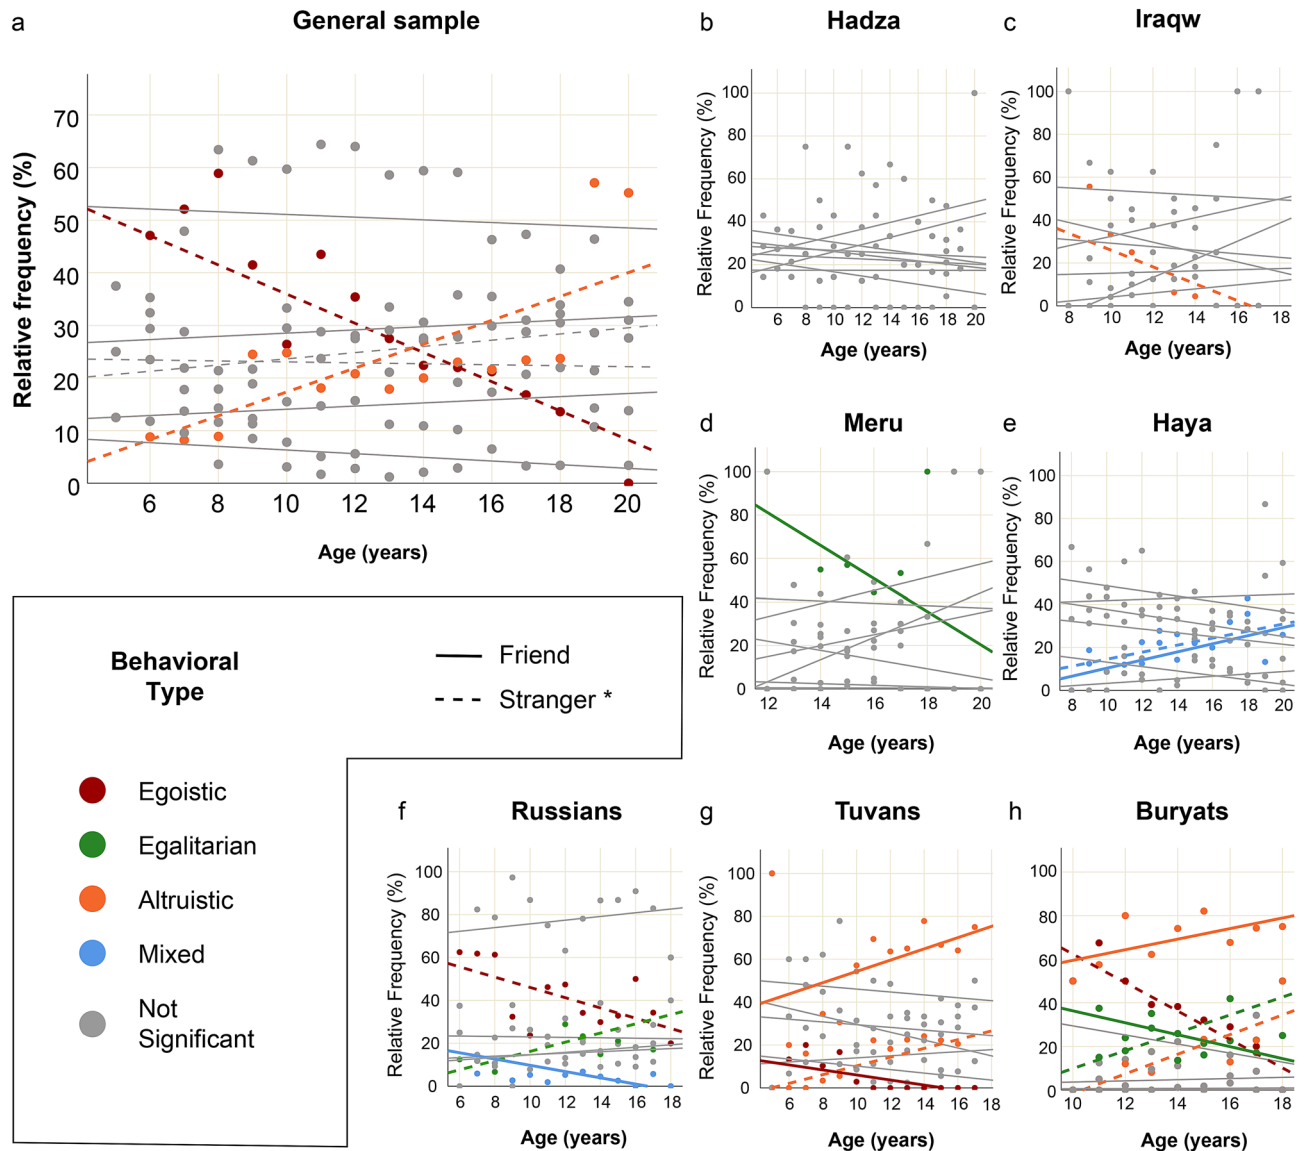 a
General sample
Relative frequency (%)
70
60
50
40
30
20
10
0
6
8
10
12
14
16
18
20
Age (years)
b
Hadza
Relative Frequency (%)
100
80
60
40
20
0
6
8
10
12
14
16
18
20
Age (years)
c
Iraqw
Relative Frequency (%)
100
80
60
40
20
0
8
10
12
14
16
18
Age (years)
d
Meru
Relative Frequency (%)
100
80
60
40
20
0
12
14
16
18
20
Age (years)
e
Haya
Relative Frequency (%)
100
80
60
40
20
0
8
10
12
14
16
18
20
Age (years)
Behavioral
Type
Friend
Stranger *
Egoistic
Egalitarian
Altruistic
Mixed
Not
Significant
f
Russians
Relative Frequency (%)
100
80
60
40
20
0
6
8
10
12
14
16
18
Age (years)
g
Tuvans
Relative Frequency (%)
100
80
60
40
20
0
6
8
10
12
14
16
18
Age (years)
h
Buryats
Relative Frequency (%)
100
80
60
40
20
0
10
12
14
16
18
Age (years)